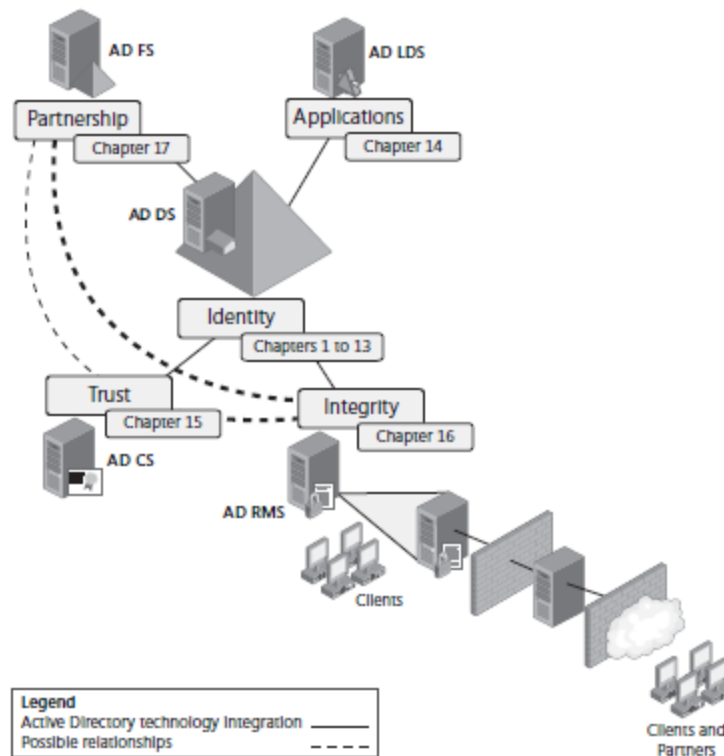 AD FS
AD LDS
Partnership
Applications
Chapter 17
Chapter 14
AD DS
Identity
Chapters 1 to 13
Trust
Integrity
Chapter 15
Chapter 16
AD CS
AD RMS
Clients
Clients and
Partners
Legend
Active Directory technology integration
Possible relationships